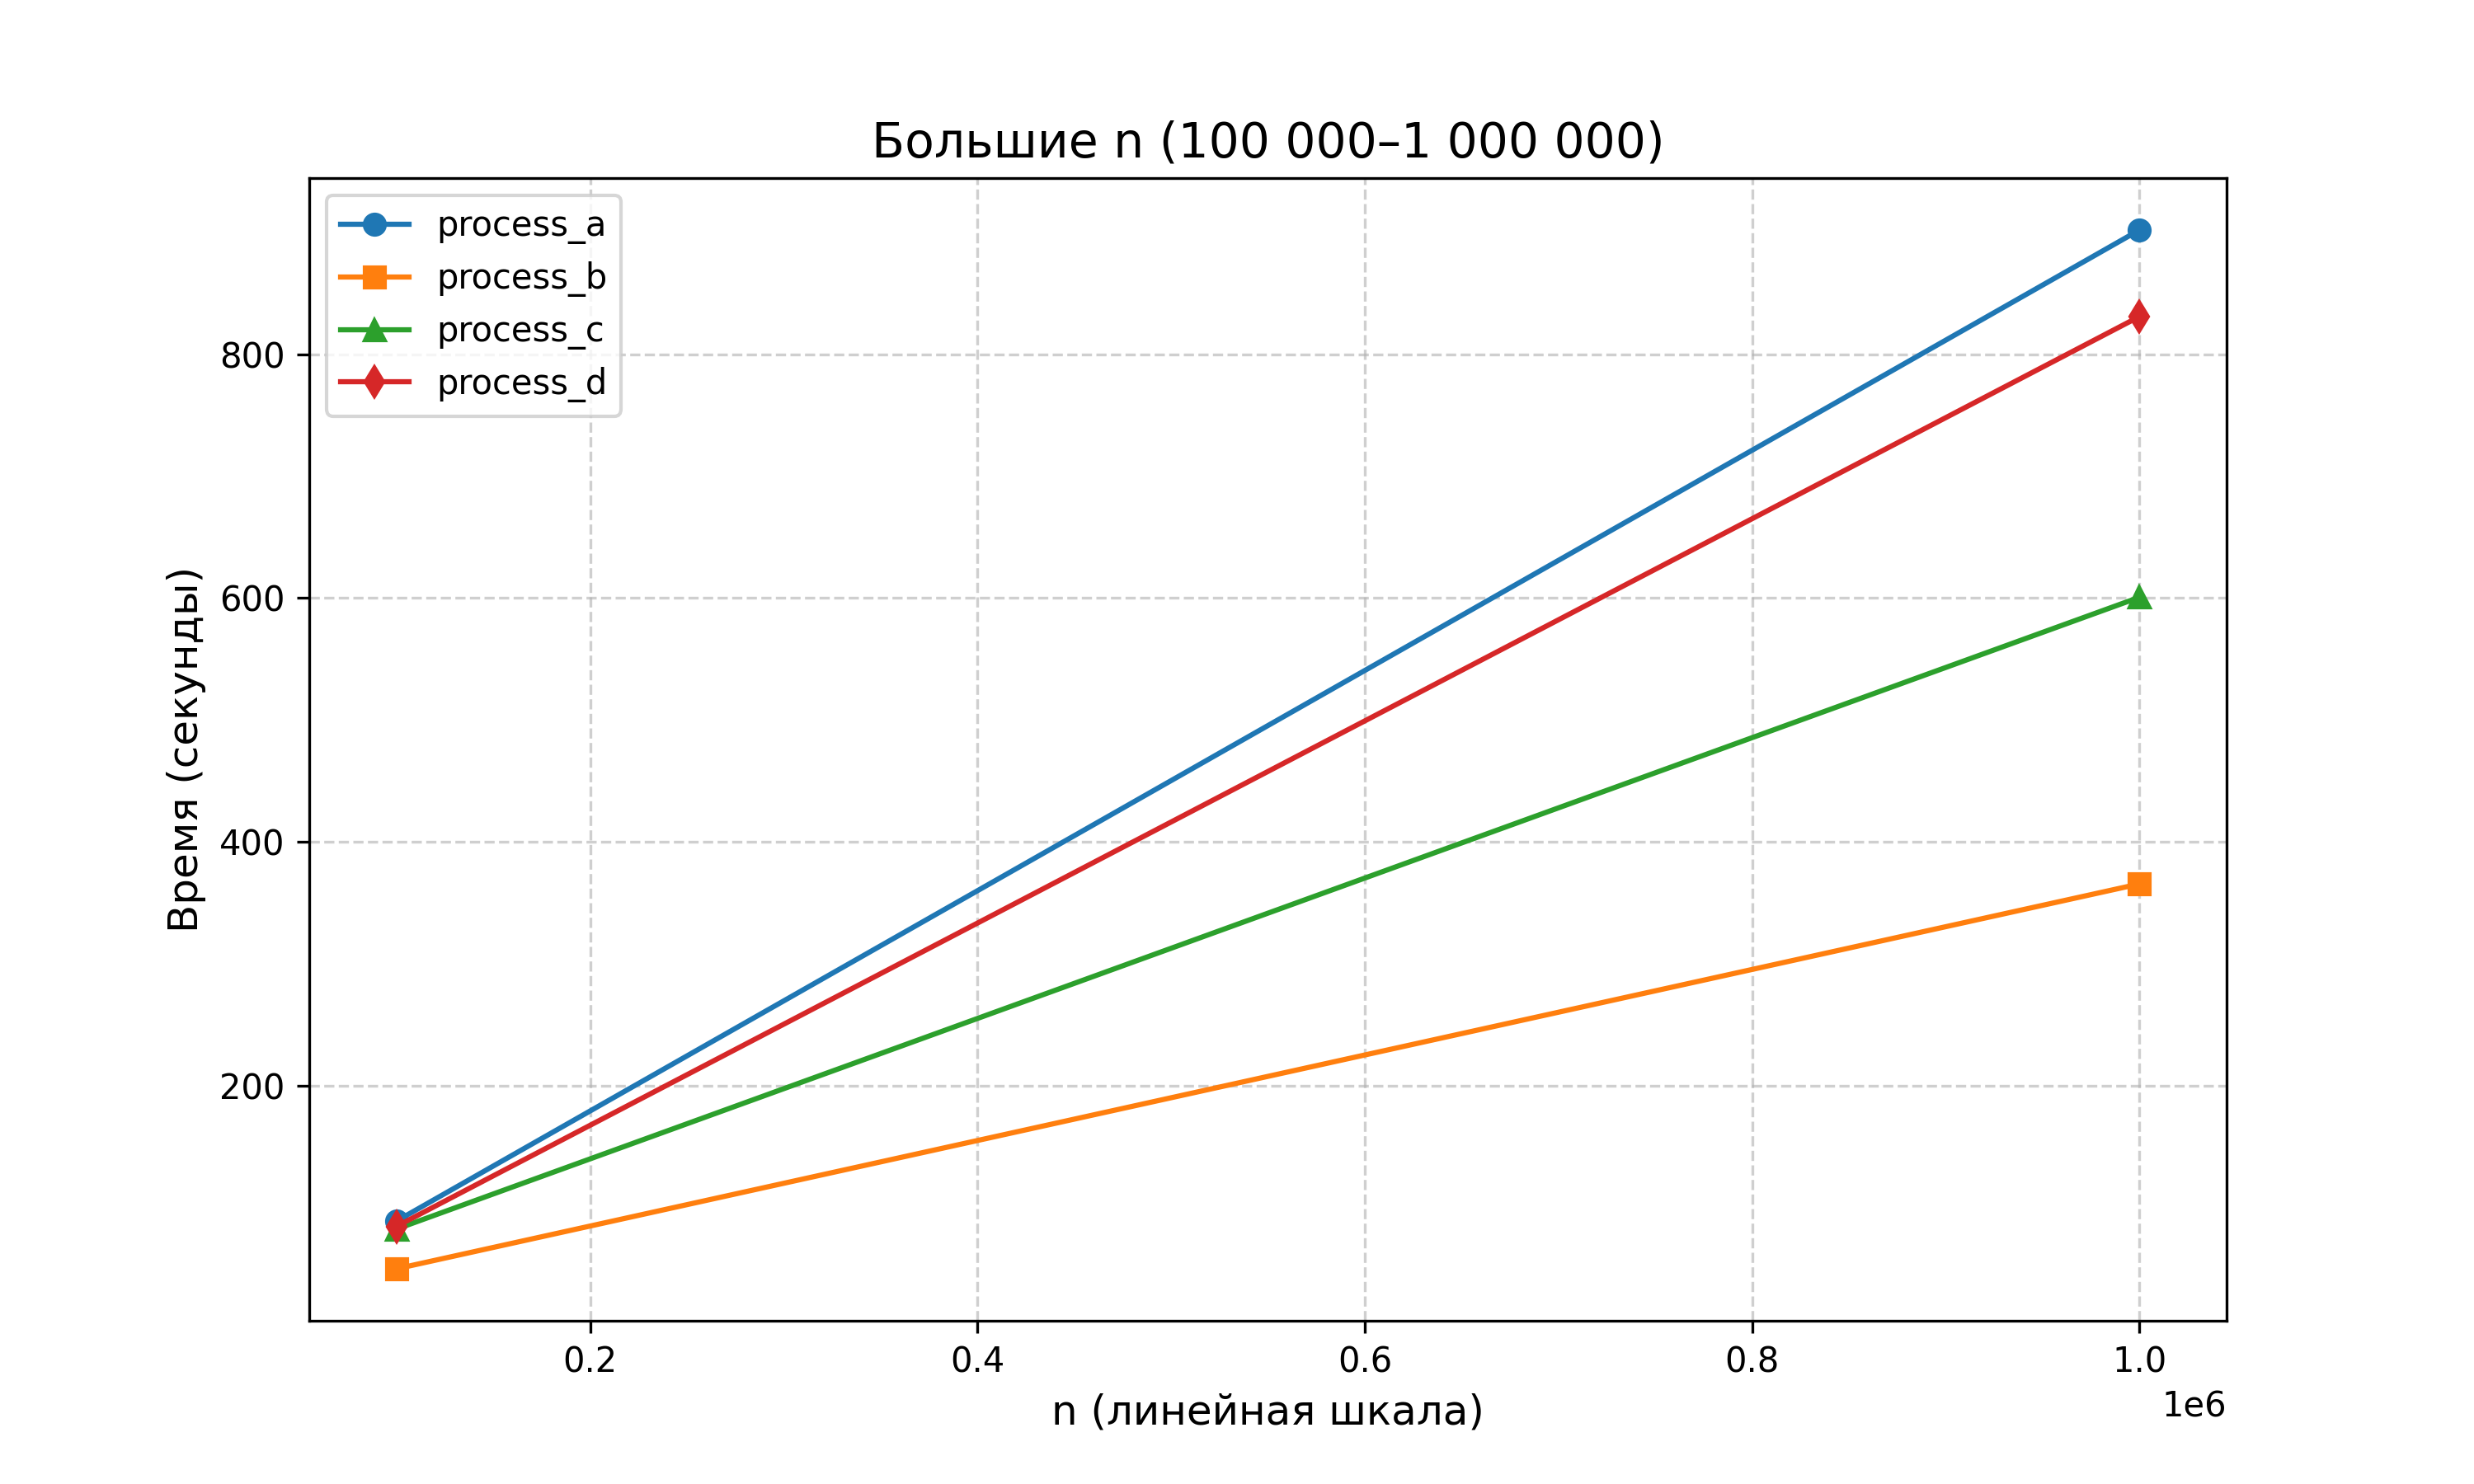 Большие n (100 000–1 000 000)
process_a
process_b
process_c
process_d
Время (секунды)
800
600
400
200
0.2
0.4
0.6
0.8
1.0
1e6
n (линейная шкала)